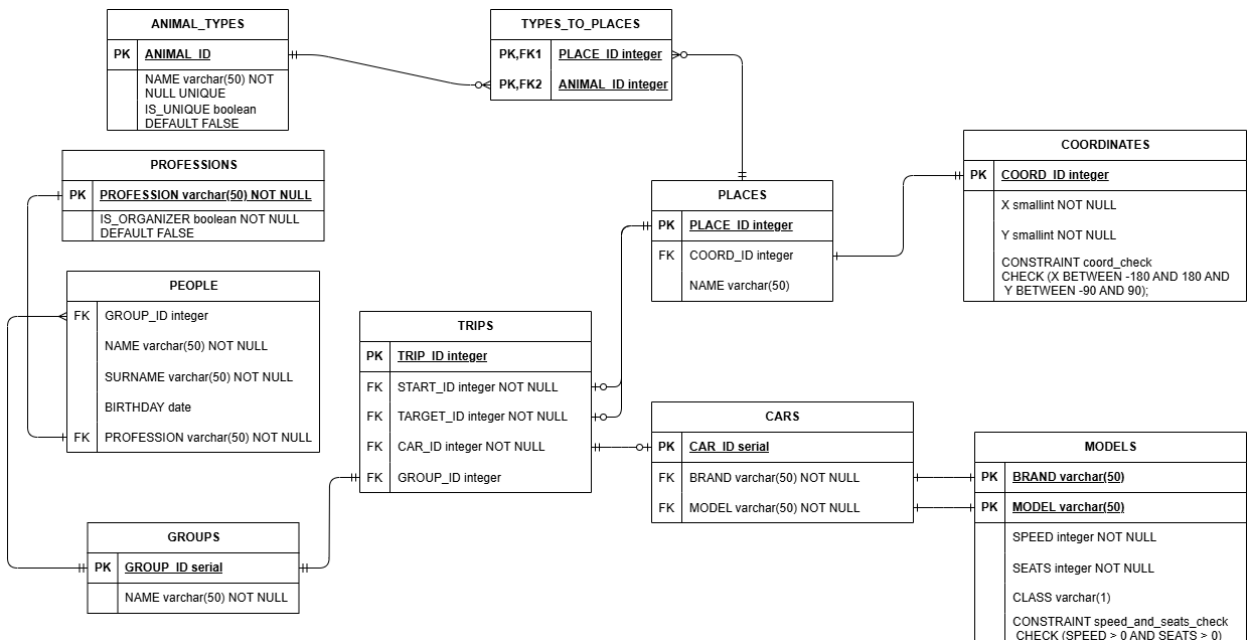 ANIMAL_TYPES
PK ANIMAL_ID
NAME varchar(50) NOT
NULL UNIQUE
IS_UNIQUE boolean
DEFAULT FALSE
TYPES_TO_PLACES
PK,FK1 PLACE_ID integer
PK,FK2 ANIMAL_ID integer
PROFESSIONS
PK PROFESSION varchar(50) NOT NULL
IS_ORGANIZER boolean NOT NULL
DEFAULT FALSE
PLACES
PK PLACE_ID integer
FK COORD_ID integer
NAME varchar(50)
COORDINATES
PK COORD_ID integer
X smallint NOT NULL
Y smallint NOT NULL
CONSTRAINT coord_check
CHECK (X BETWEEN -180 AND 180 AND
Y BETWEEN -90 AND 90);
PEOPLE
FK GROUP_ID integer
NAME varchar(50) NOT NULL
SURNAME varchar(50) NOT NULL
BIRTHDAY date
FK PROFESSION varchar(50) NOT NULL
TRIPS
PK TRIP_ID integer
FK START_ID integer NOT NULL
FK TARGET_ID integer NOT NULL
FK CAR_ID integer NOT NULL
FK GROUP_ID integer
CARS
PK CAR_ID serial
FK BRAND varchar(50) NOT NULL
FK MODEL varchar(50) NOT NULL
MODELS
PK BRAND varchar(50)
PK MODEL varchar(50)
SPEED integer NOT NULL
SEATS integer NOT NULL
CLASS varchar(1)
CONSTRAINT speed_and_seats_check
CHECK (SPEED > 0 AND SEATS > 0)
GROUPS
PK GROUP_ID serial
NAME varchar(50) NOT NULL